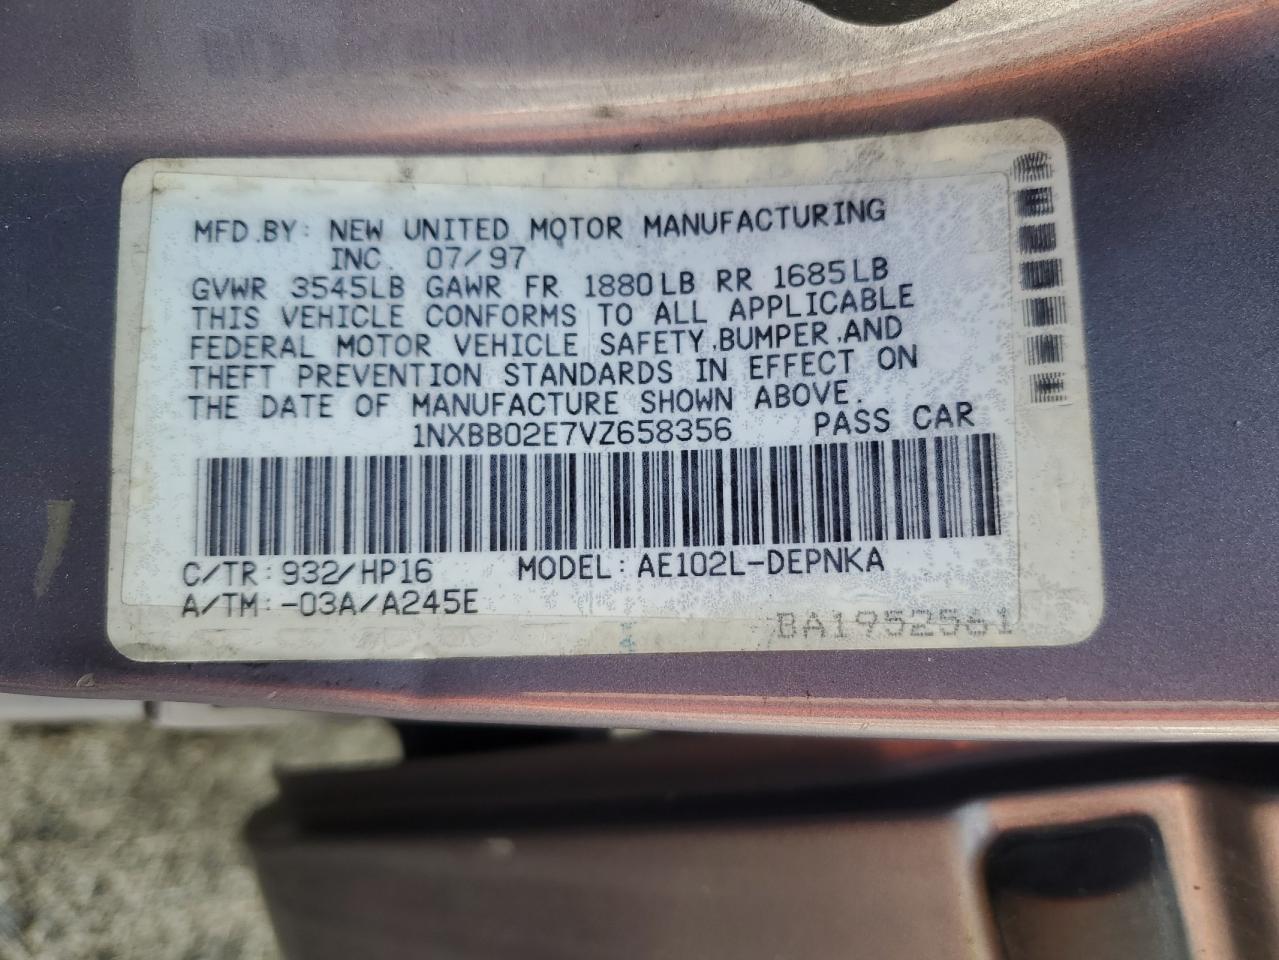 MFD.BY: NEW UNITED MOTOR MANUFACTURING
INC. 07/97
GVWR 3545LB GAWR FR 1880LB RR 1685LB
THIS VEHICLE CONFORMS TO ALL APPLICABLE
FEDERAL MOTOR VEHICLE SAFETY,BUMPER,AND
THEFT PREVENTION STANDARDS IN EFFECT ON
THE DATE OF MANUFACTURE SHOWN ABOVE.
1NXBB02E7VZ658356 PASS CAR
C/TR:932/HP16 MODEL:AE102L-DEPNKA
A/TM:-03A/A245E
BA1952561